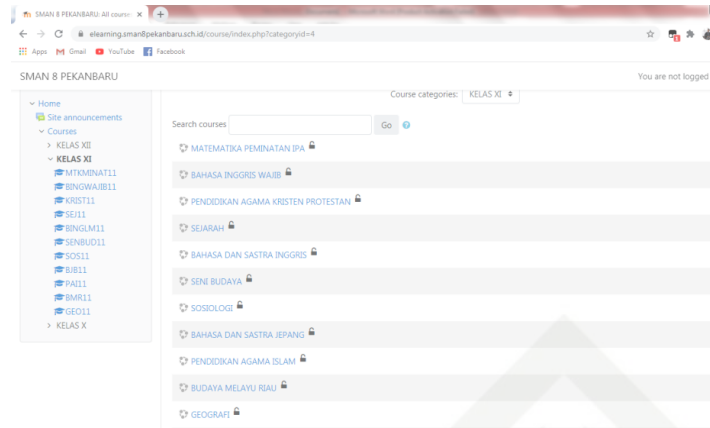 SMAN 8 PEKANBARU: All course
elearning.sman8pekanbaru.sch.id/course/index.php?categoryid=4
Apps Gmail YouTube Facebook
SMAN 8 PEKANBARU
You are not logged
Home
Site announcements
Courses
KELAS XII
KELAS XI
MTKMINAT11
BINGWAJIB11
KRIST11
SEJ11
BINGLM11
SENBUD11
SOS11
BJB11
PAI11
BMR11
GEO11
KELAS X
Course categories: KELAS XI
Search courses Go
MATEMATIKA PEMINATAN IPA
BAHASA INGGRIS WAJIB
PENDIDIKAN AGAMA KRISTEN PROTESTAN
SEJARAH
BAHASA DAN SASTRA INGGRIS
SENI BUDAYA
SOSIOLOGI
BAHASA DAN SASTRA JEPANG
PENDIDIKAN AGAMA ISLAM
BUDAYA MELAYU RIAU
GEOGRAFI